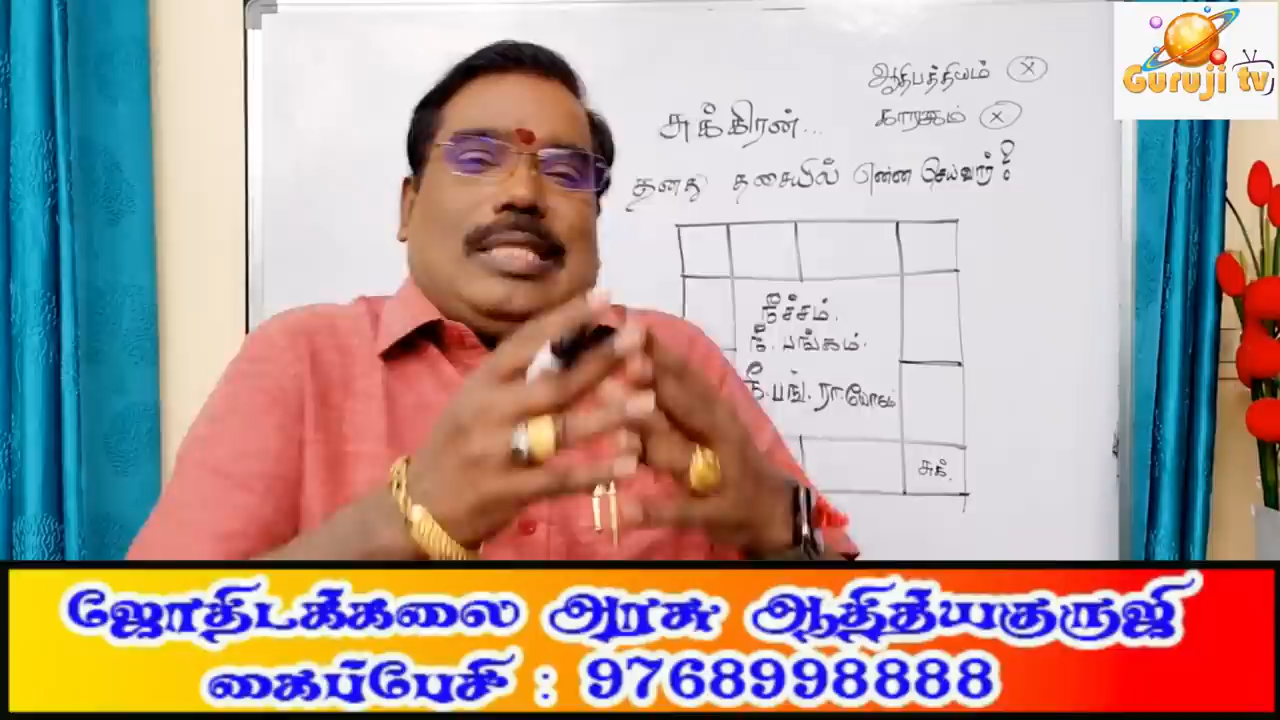 Guruji tv
ஆதிபத்தியம் X
காரகம் X
சுக்கிரன்...
தனது தசையில் என்ன செய்வார்?
நீச்சம்.
நீ. பங்கம்.
நீ.பங். ரா.யோகம்
சுக்.
ஜோதிடக்கலை அரசு ஆதித்யகுருஜி
கைப்பேசி : 9768998888